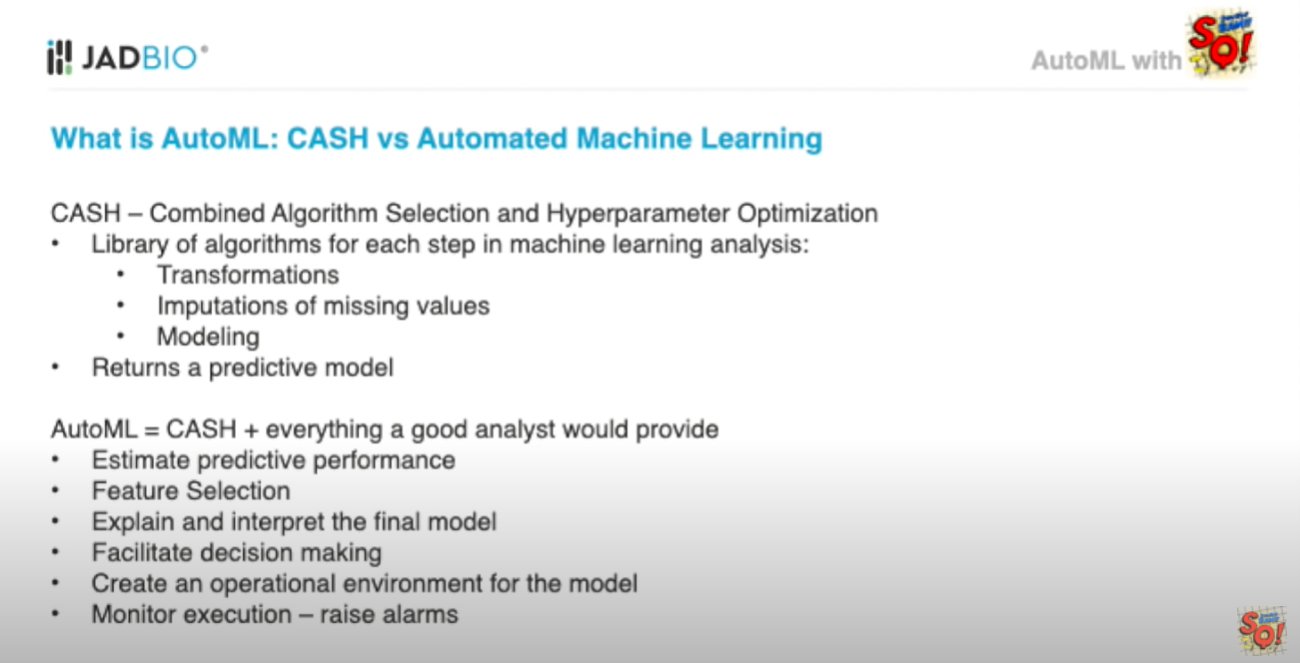 JADBIO®
AutoML with SQ!
What is AutoML: CASH vs Automated Machine Learning
CASH – Combined Algorithm Selection and Hyperparameter Optimization
• Library of algorithms for each step in machine learning analysis:
• Transformations
• Imputations of missing values
• Modeling
• Returns a predictive model
AutoML = CASH + everything a good analyst would provide
• Estimate predictive performance
• Feature Selection
• Explain and interpret the final model
• Facilitate decision making
• Create an operational environment for the model
• Monitor execution – raise alarms
SQ!